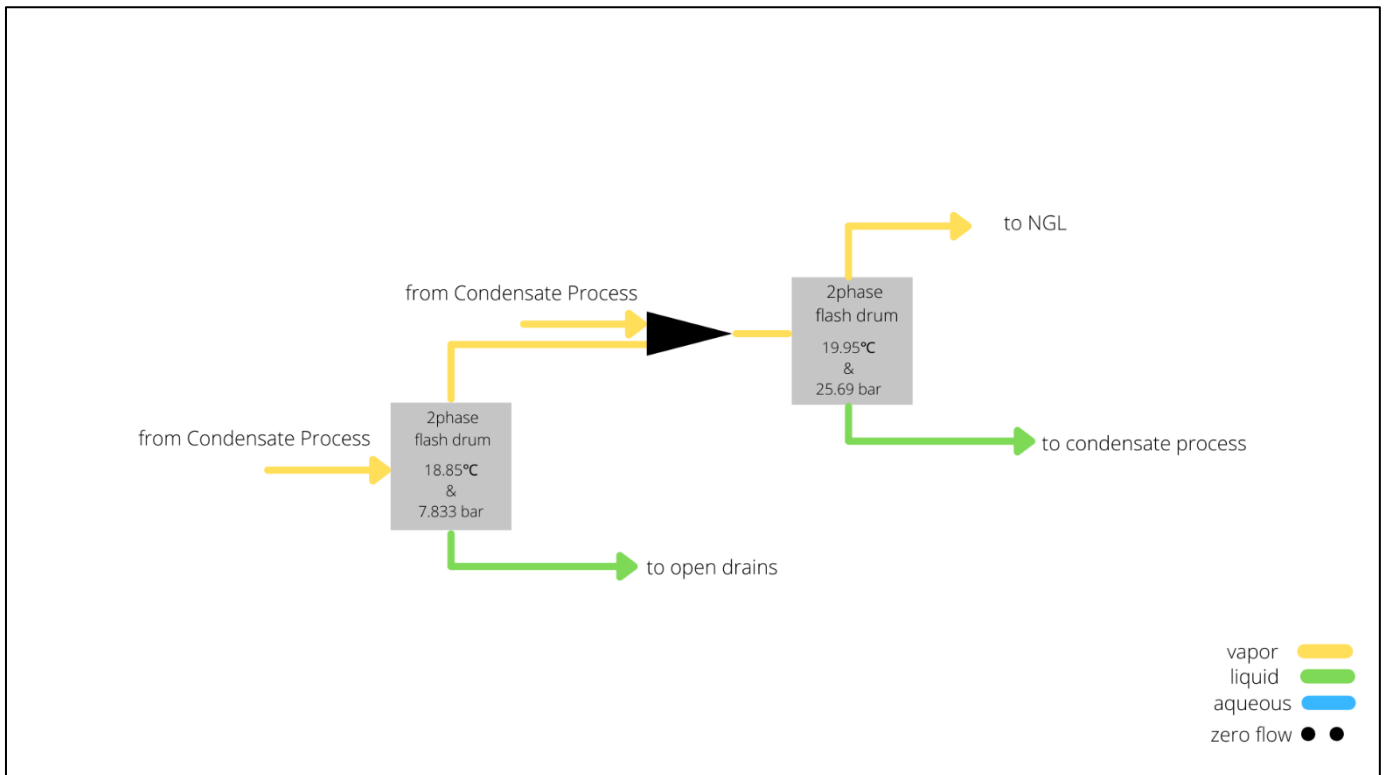 to NGL
from Condensate Process
2phase
flash drum
19.95℃
&
25.69 bar
2phase
flash drum
18.85℃
&
7.833 bar
from Condensate Process
to condensate process
to open drains
vapor
liquid
aqueous
zero flow